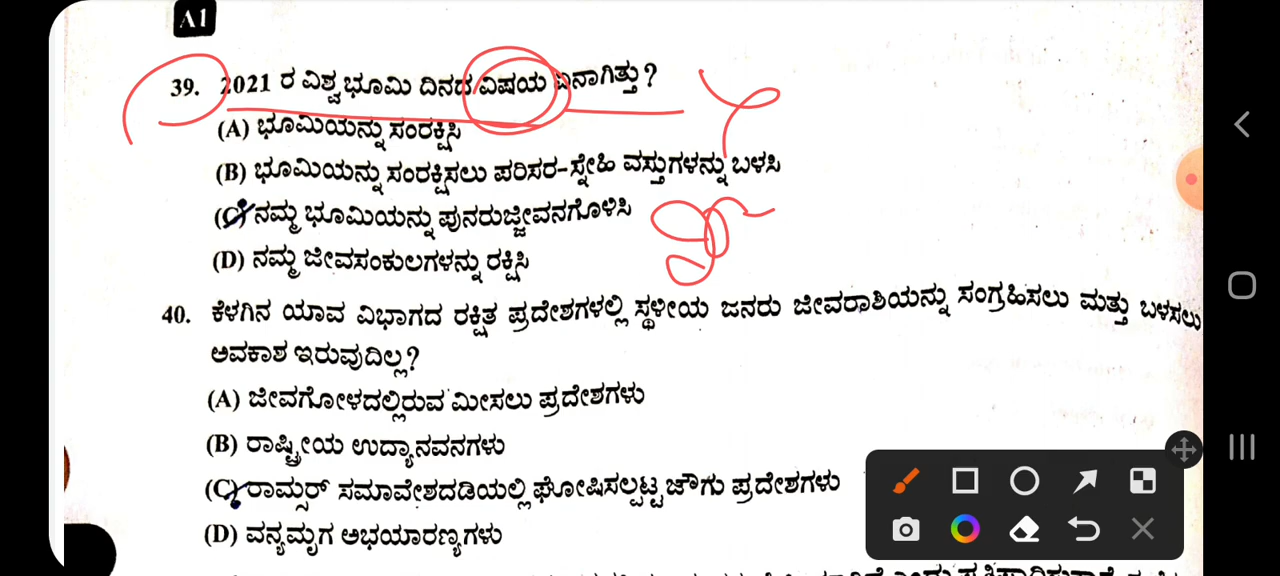 A1
39. 2021 ರ ವಿಶ್ವ ಭೂಮಿ ದಿನದ ವಿಷಯ ಏನಾಗಿತ್ತು?
(A) ಭೂಮಿಯನ್ನು ಸಂರಕ್ಷಿಸಿ
(B) ಭೂಮಿಯನ್ನು ಸಂರಕ್ಷಿಸಲು ಪರಿಸರ-ಸ್ನೇಹಿ ವಸ್ತುಗಳನ್ನು ಬಳಸಿ
(C) ನಮ್ಮ ಭೂಮಿಯನ್ನು ಪುನರುಜ್ಜೀವನಗೊಳಿಸಿ
(D) ನಮ್ಮ ಜೀವಸಂಕುಲಗಳನ್ನು ರಕ್ಷಿಸಿ
40. ಕೆಳಗಿನ ಯಾವ ವಿಭಾಗದ ರಕ್ಷಿತ ಪ್ರದೇಶಗಳಲ್ಲಿ ಸ್ಥಳೀಯ ಜನರು ಜೀವರಾಶಿಯನ್ನು ಸಂಗ್ರಹಿಸಲು ಮತ್ತು ಬಳಸಲು
ಅವಕಾಶ ಇರುವುದಿಲ್ಲ?
(A) ಜೀವಗೋಳದಲ್ಲಿರುವ ಮೀಸಲು ಪ್ರದೇಶಗಳು
(B) ರಾಷ್ಟ್ರೀಯ ಉದ್ಯಾನವನಗಳು
(C) ರಾಮ್ಸರ್ ಸಮಾವೇಶದಡಿಯಲ್ಲಿ ಘೋಷಿಸಲ್ಪಟ್ಟ ಜೌಗು ಪ್ರದೇಶಗಳು
(D) ವನ್ಯಮೃಗ ಅಭಯಾರಣ್ಯಗಳು